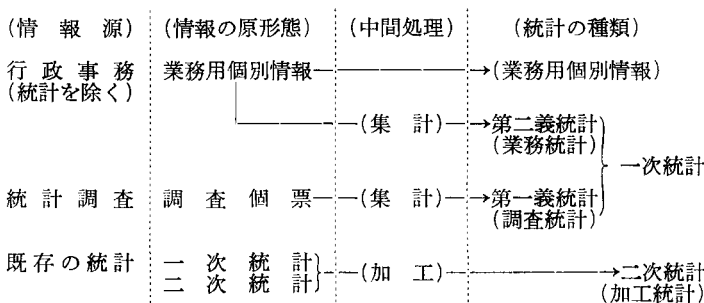 (情報源) (情報の原形態) (中間処理) (統計の種類)
行政事務 業務用個別情報 (業務用個別情報)
(統計を除く)
(集計) 第二義統計
(業務統計)
一次統計
統計調査 調査個票 (集計) 第一義統計
(調査統計)
既存の統計 一次統計 (加工) 二次統計
二次統計 (加工統計)